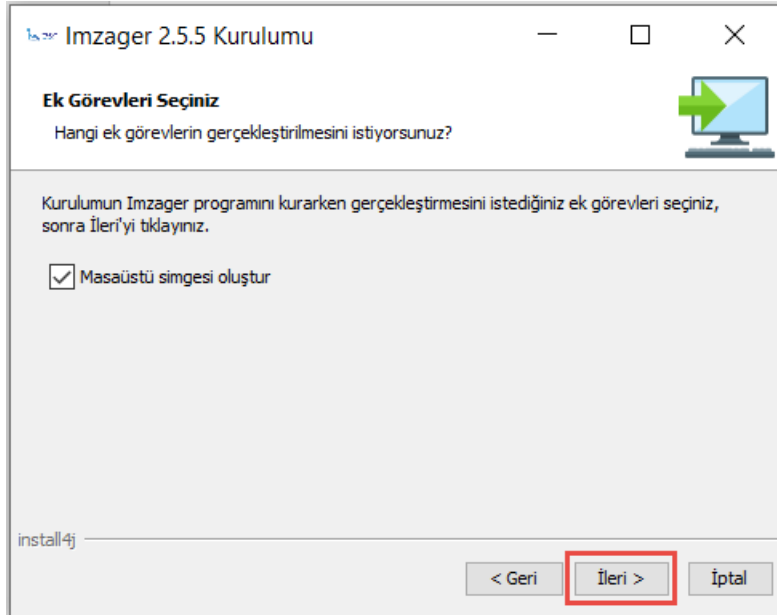 Imzager 2.5.5 Kurulumu
Ek Görevleri Seçiniz
Hangi ek görevlerin gerçekleştirilmesini istiyorsunuz?
Kurulumun Imzager programını kurarken gerçekleştirmesini istediğiniz ek görevleri seçiniz,
sonra İleri'yi tıklayınız.
Masaüstü simgesi oluştur
install4j
< Geri İleri > İptal